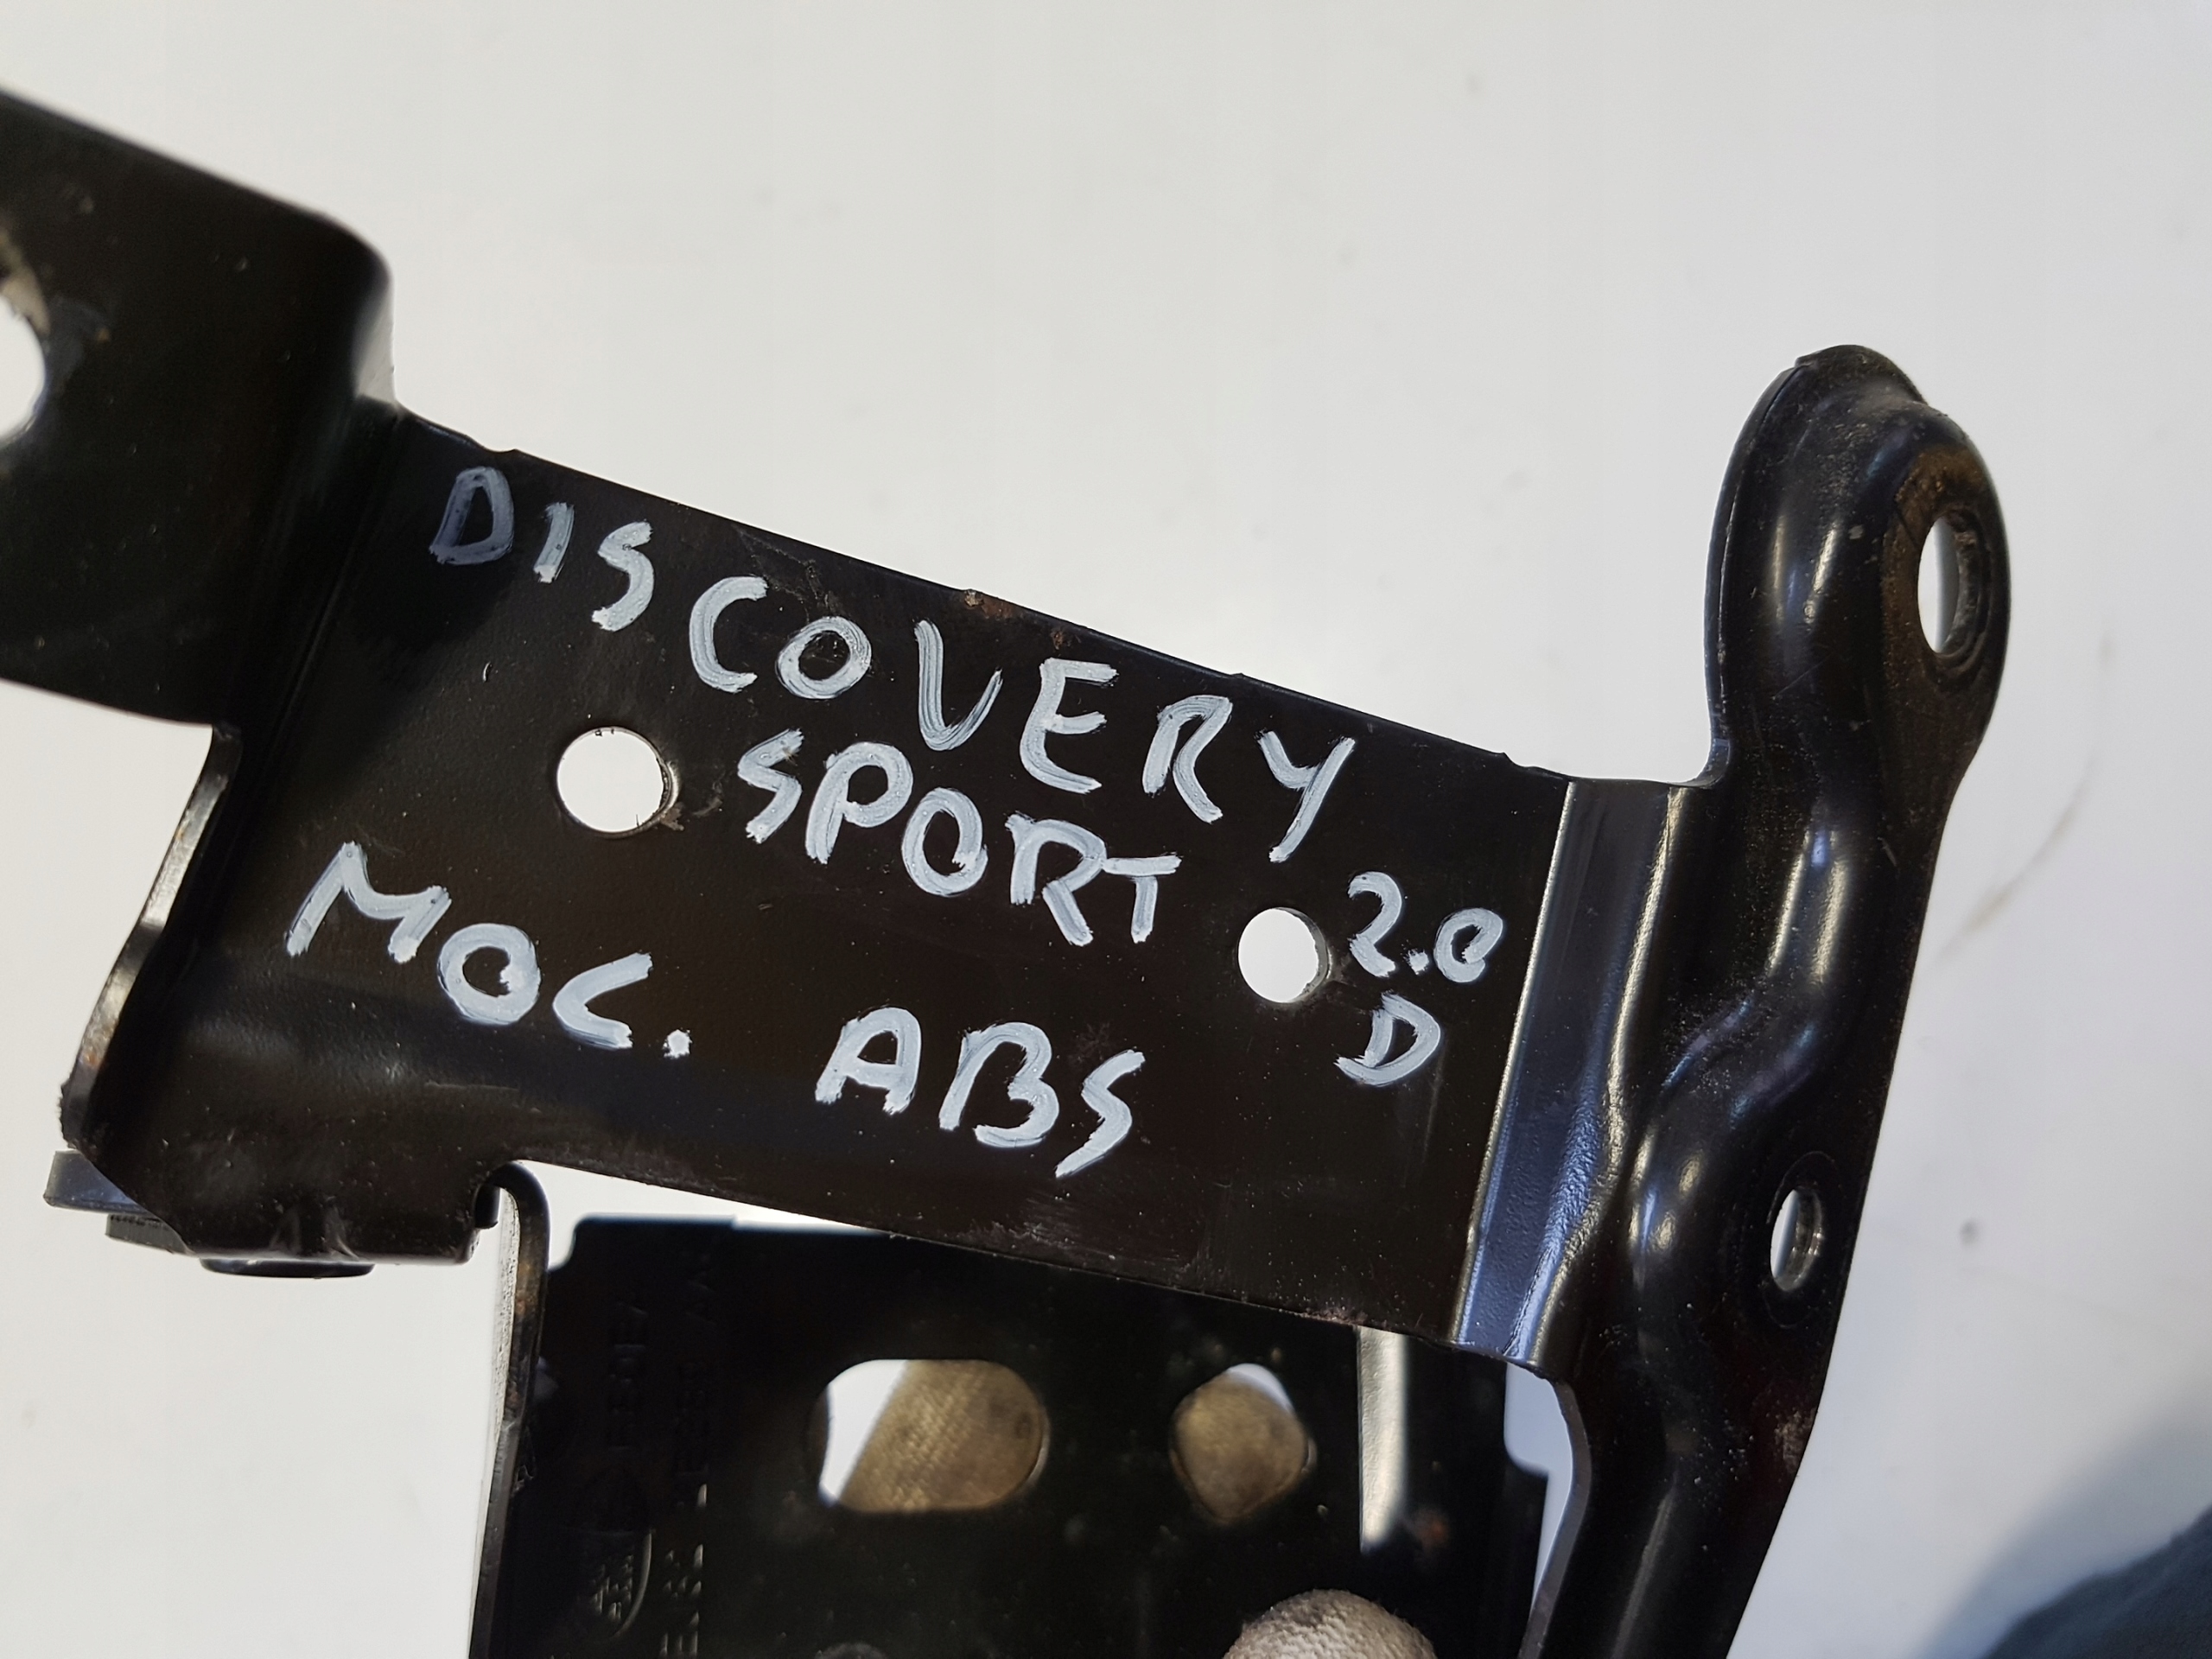 DISCOVERY
SPORT
2.0
D
MOC. ABS